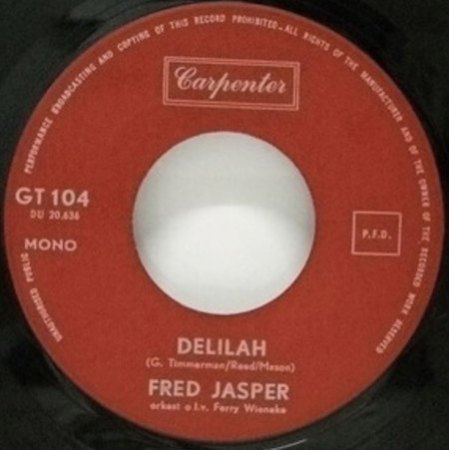 UNAUTHORISED PUBLIC PERFORMANCE BROADCASTING AND COPYING OF THIS RECORD PROHIBITED - ALL RIGHTS OF THE MANUFACTURER AND OF THE OWNER OF THE RECORDED WORK RESERVED
Carpenter
GT 104
DU 20.636
MONO
P.F.D.
DELILAH
(G. Timmerman/Reed/Mason)
FRED JASPER
orkest o.l.v. Ferry Wieneke